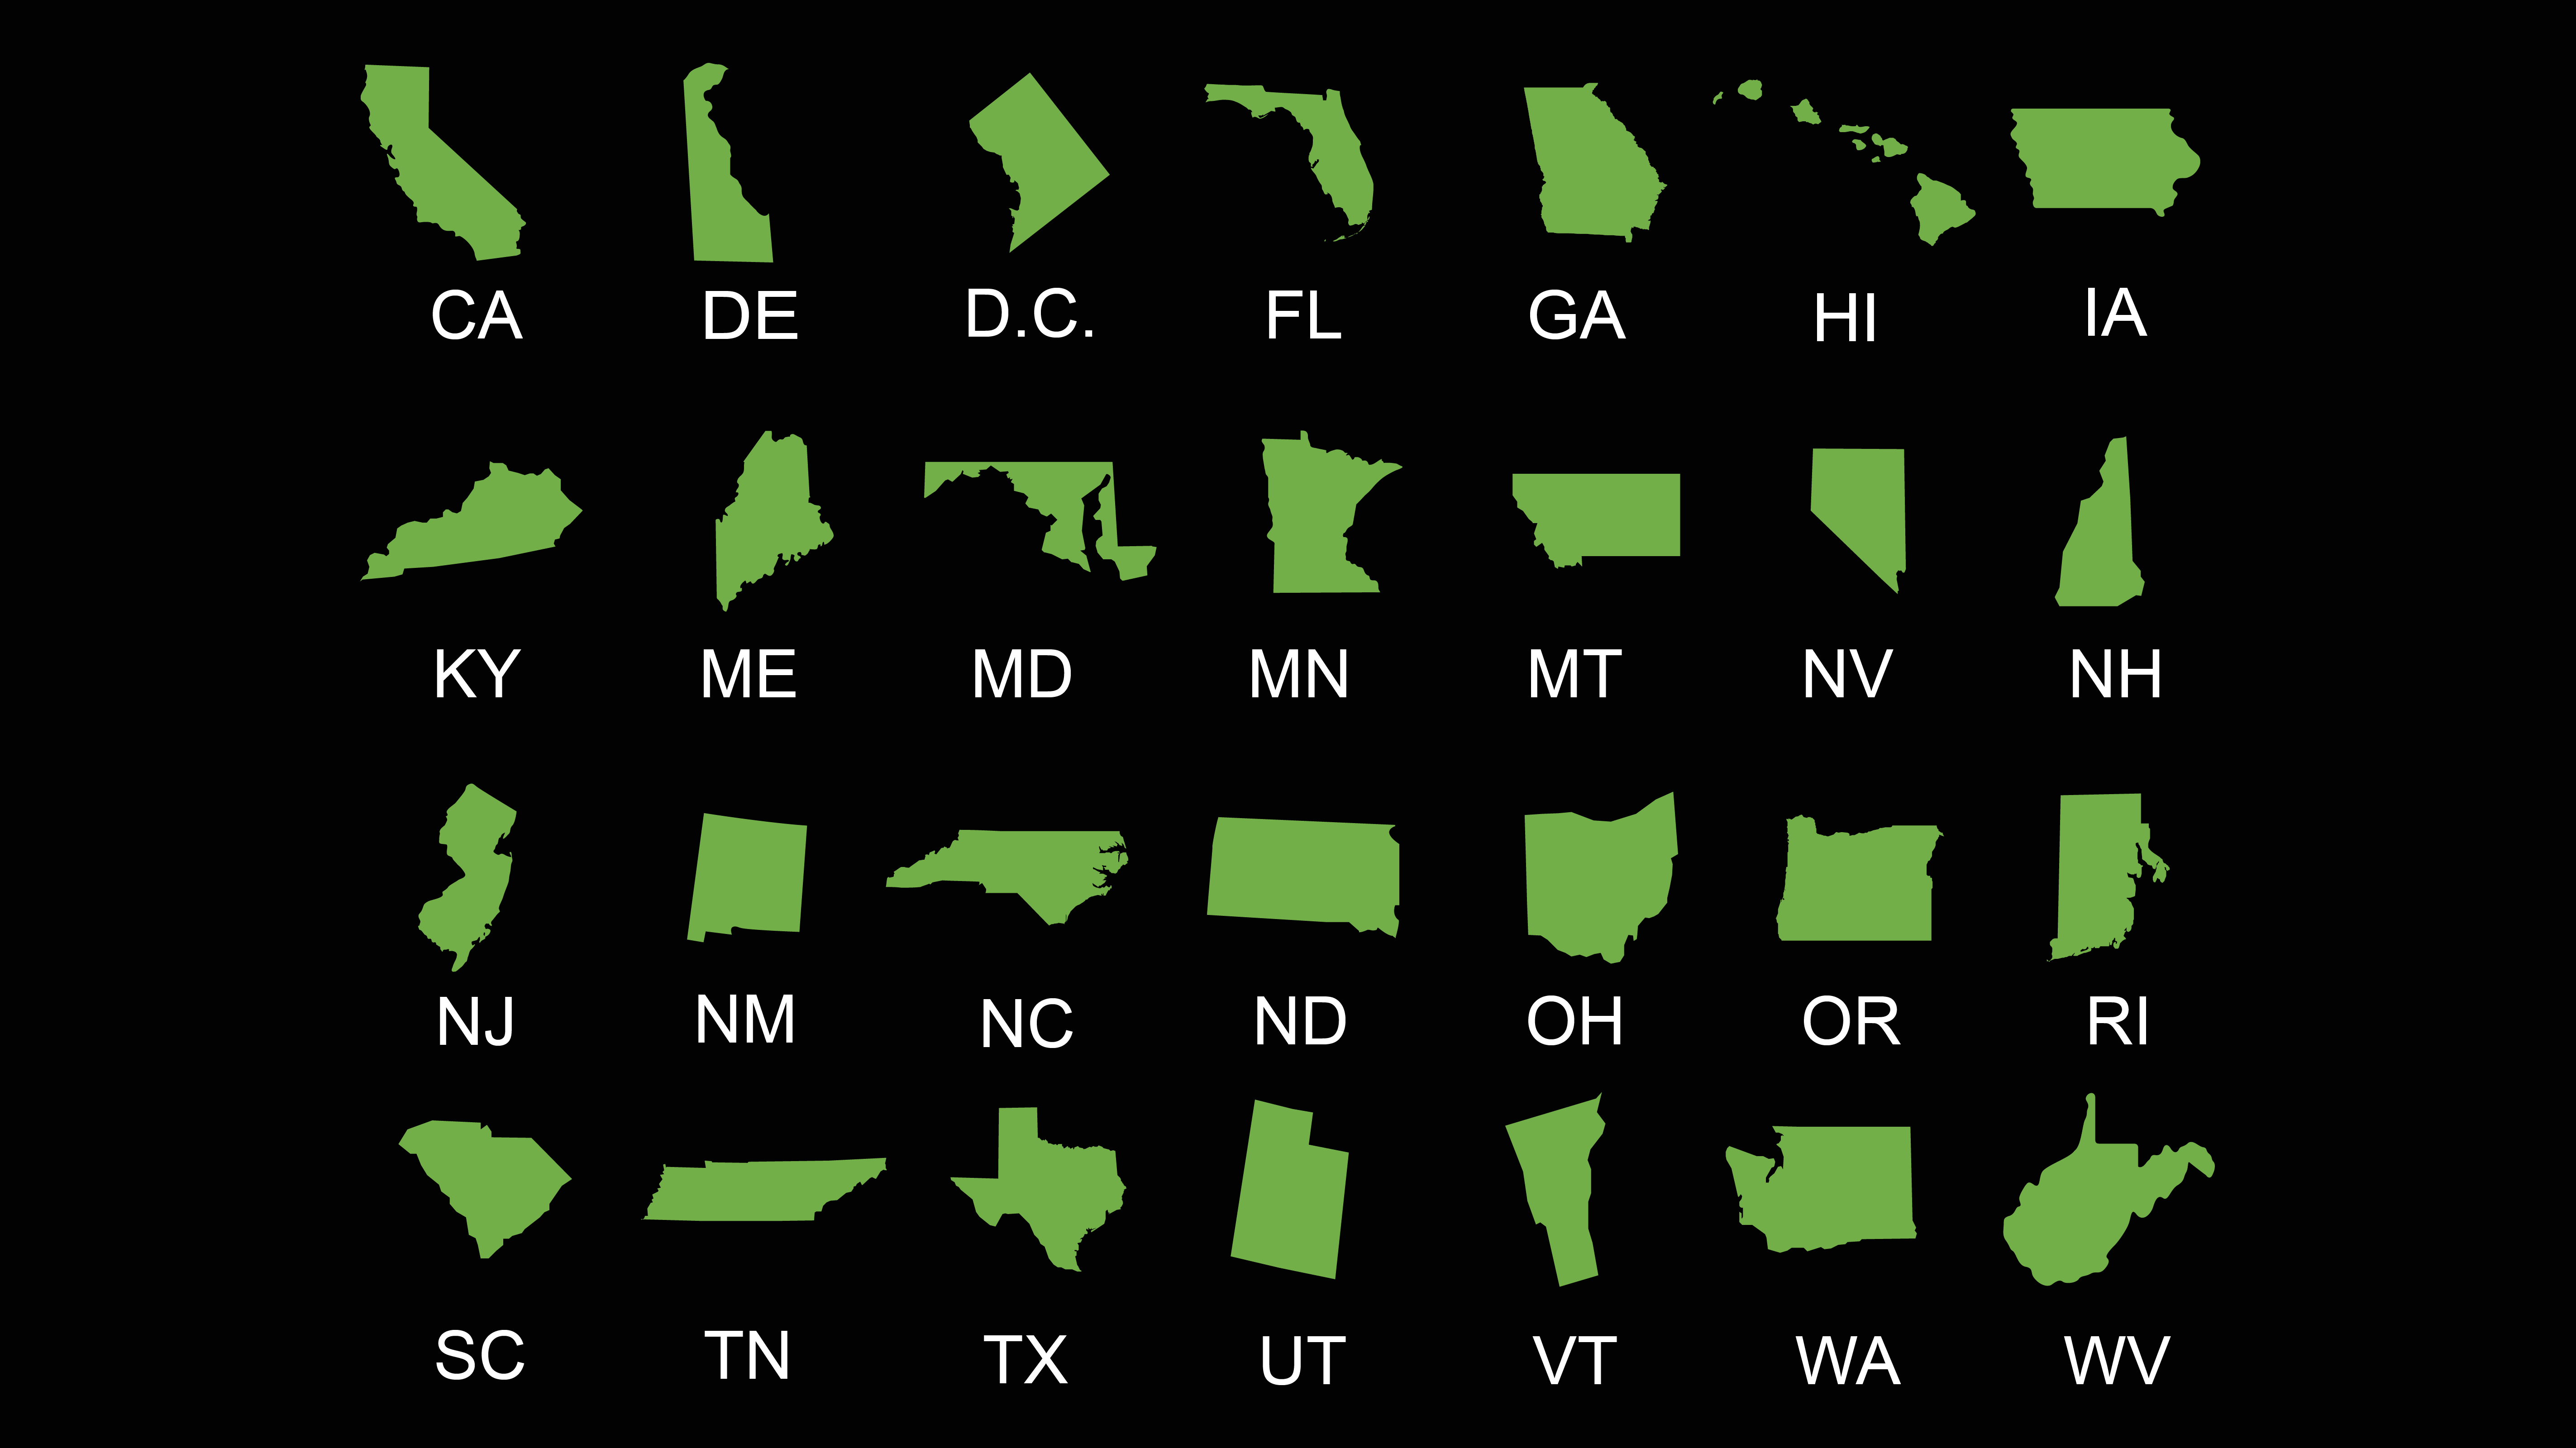 CA DE D.C. FL GA HI IA
KY ME MD MN MT NV NH
NJ NM NC ND OH OR RI
SC TN TX UT VT WA WV